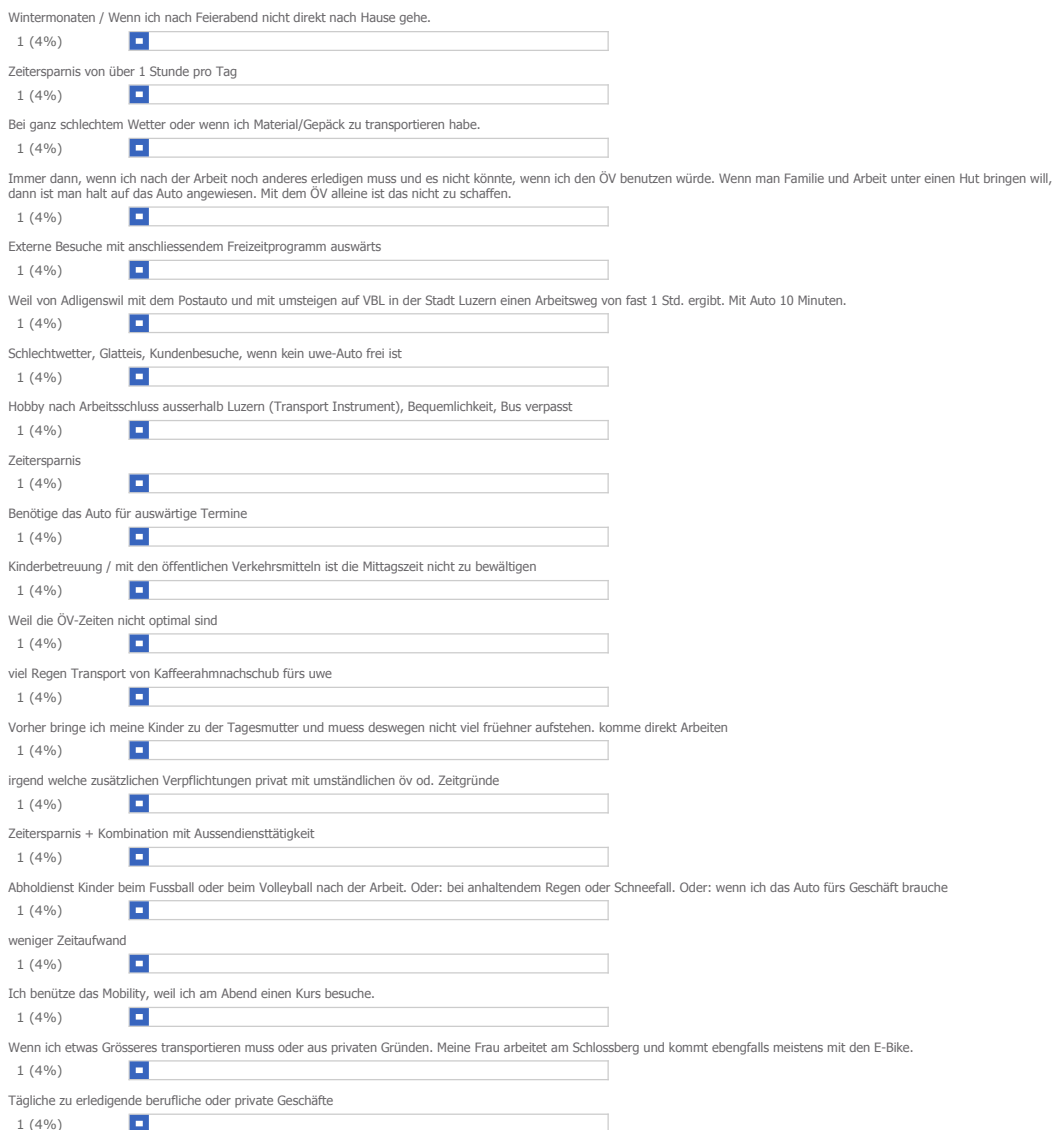 Wintermonaten / Wenn ich nach Feierabend nicht direkt nach Hause gehe.
1 (4%)
Zeitersparnis von über 1 Stunde pro Tag
1 (4%)
Bei ganz schlechtem Wetter oder wenn ich Material/Gepäck zu transportieren habe.
1 (4%)
Immer dann, wenn ich nach der Arbeit noch anderes erledigen muss und es nicht könnte, wenn ich den ÖV benutzen würde. Wenn man Familie und Arbeit unter einen Hut bringen will,
dann ist man halt auf das Auto angewiesen. Mit dem ÖV alleine ist das nicht zu schaffen.
1 (4%)
Externe Besuche mit anschliessendem Freizeitprogramm auswärts
1 (4%)
Weil von Adligenswil mit dem Postauto und mit umsteigen auf VBL in der Stadt Luzern einen Arbeitsweg von fast 1 Std. ergibt. Mit Auto 10 Minuten.
1 (4%)
Schlechtwetter, Glatteis, Kundenbesuche, wenn kein uwe-Auto frei ist
1 (4%)
Hobby nach Arbeitsschluss ausserhalb Luzern (Transport Instrument), Bequemlichkeit, Bus verpasst
1 (4%)
Zeitersparnis
1 (4%)
Benötige das Auto für auswärtige Termine
1 (4%)
Kinderbetreuung / mit den öffentlichen Verkehrsmitteln ist die Mittagszeit nicht zu bewältigen
1 (4%)
Weil die ÖV-Zeiten nicht optimal sind
1 (4%)
viel Regen Transport von Kaffeerahmnachschub fürs uwe
1 (4%)
Vorher bringe ich meine Kinder zu der Tagesmutter und muess deswegen nicht viel früehner aufstehen. komme direkt Arbeiten
1 (4%)
irgend welche zusätzlichen Verpflichtungen privat mit umständlichen öv od. Zeitgründe
1 (4%)
Zeitersparnis + Kombination mit Aussendiensttätigkeit
1 (4%)
Abholdienst Kinder beim Fussball oder beim Volleyball nach der Arbeit. Oder: bei anhaltendem Regen oder Schneefall. Oder: wenn ich das Auto fürs Geschäft brauche
1 (4%)
weniger Zeitaufwand
1 (4%)
Ich benütze das Mobility, weil ich am Abend einen Kurs besuche.
1 (4%)
Wenn ich etwas Grösseres transportieren muss oder aus privaten Gründen. Meine Frau arbeitet am Schlossberg und kommt ebengfalls meistens mit den E-Bike.
1 (4%)
Tägliche zu erledigende berufliche oder private Geschäfte
1 (4%)